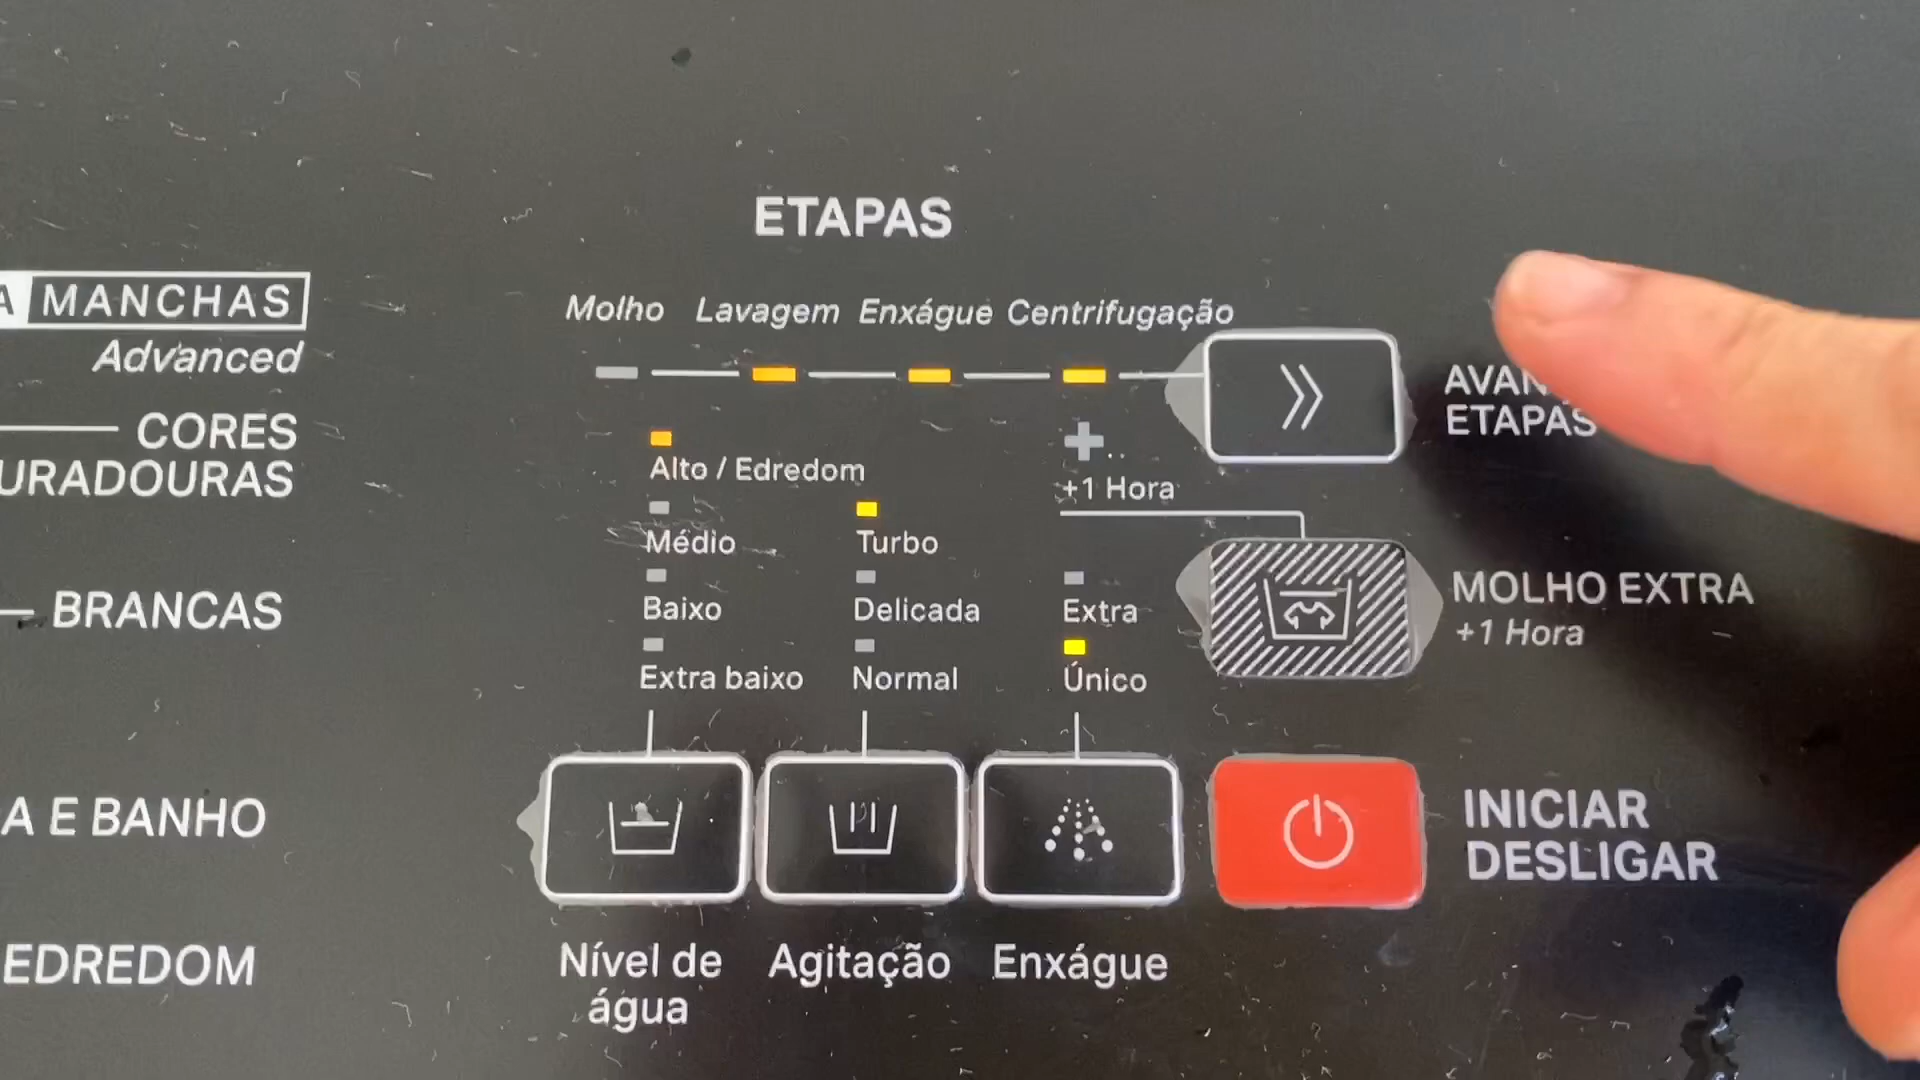 ETAPAS
MANCHAS
Advanced
CORES
URADOURAS
BRANCAS
A E BANHO
EDREDOM
Molho Lavagem Enxágue Centrifugação
Alto / Edredom
Médio
Baixo
Extra baixo
Turbo
Delicada
Normal
+
+1 Hora
Extra
Único
ETAPAS
MOLHO EXTRA
+1 Hora
INICIAR
DESLIGAR
Nível de
água
Agitação
Enxágue